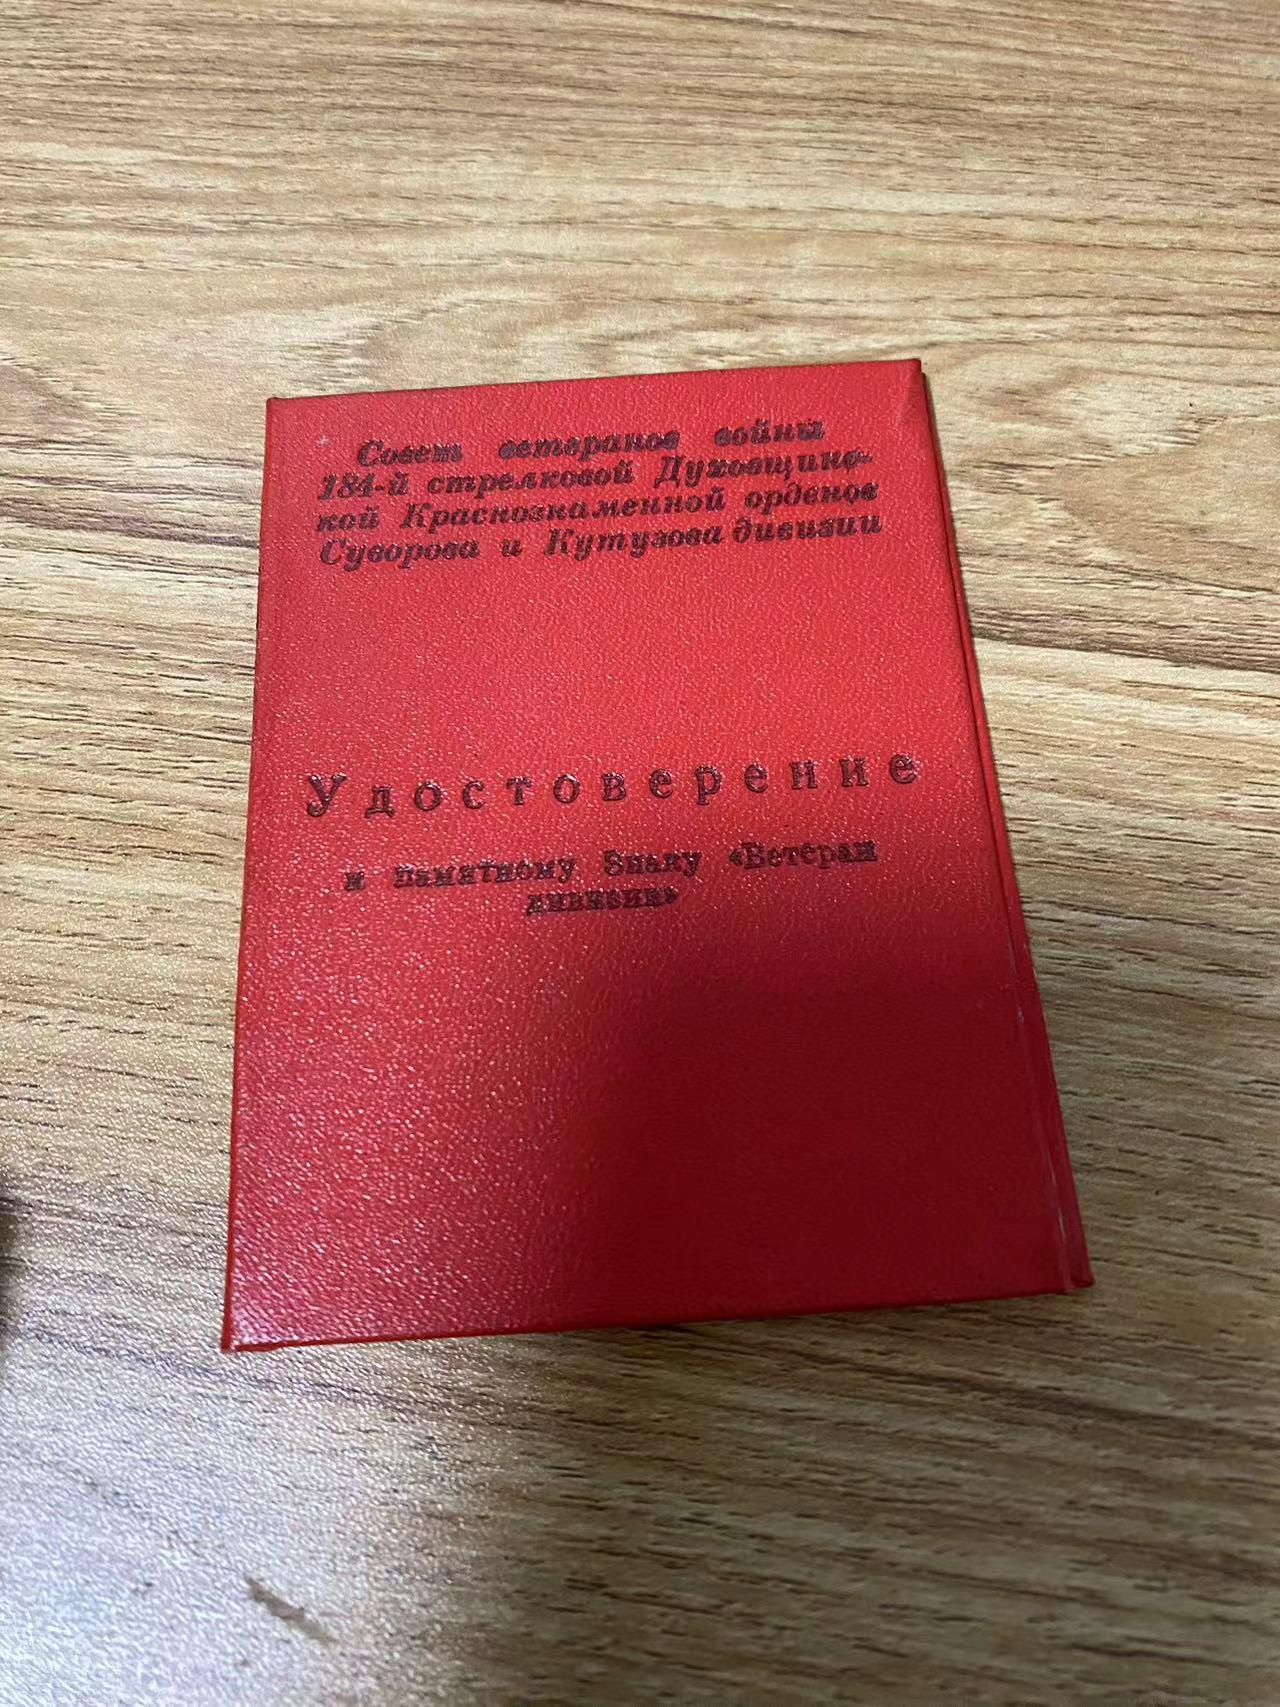 Совет ветеранов войны
184-й стрелковой Духовщинс-
кой Краснознаменной орденов
Суворова и Кутузова дивизии
Удостоверение
к памятному Знаку «Ветеран
дивизии»